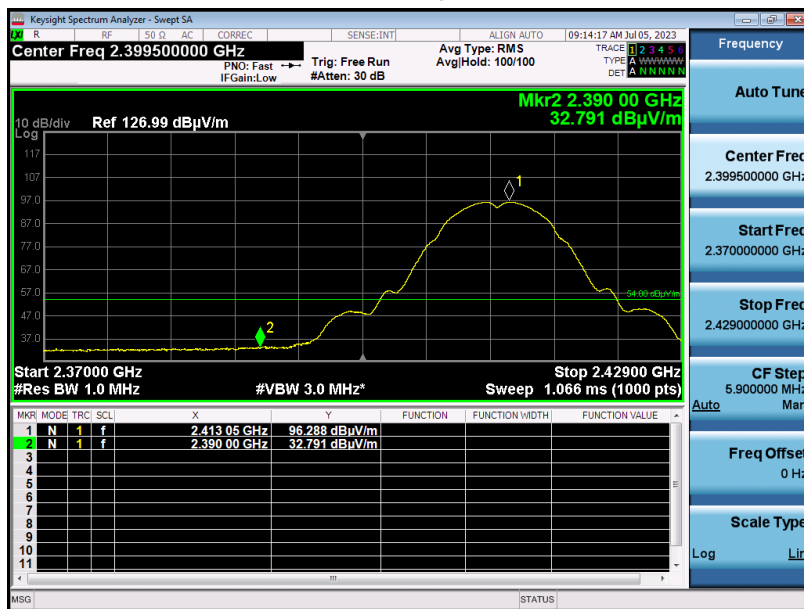 Keysight Spectrum Analyzer - Swept SA
LXI R RF 50 Ω AC CORREC SENSE:INT ALIGN AUTO 09:14:17 AM Jul 05, 2023
Center Freq 2.399500000 GHz
PNO: Fast
IFGain:Low
Trig: Free Run
#Atten: 30 dB
Avg Type: RMS
Avg|Hold: 100/100
TRACE 1 2 3 4 5 6
TYPE A WWWWW
DET A N N N N N
Mkr2 2.390 00 GHz
32.791 dBµV/m
10 dB/div Ref 126.99 dBµV/m
Log
117
107
97.0
87.0
77.0
67.0
57.0
47.0
37.0
1
2
54.00 dBµV/m
Start 2.37000 GHz Stop 2.42900 GHz
#Res BW 1.0 MHz #VBW 3.0 MHz* Sweep 1.066 ms (1000 pts)
MKR MODE TRC SCL X Y FUNCTION FUNCTION WIDTH FUNCTION VALUE
1 N 1 f 2.413 05 GHz 96.288 dBµV/m
2 N 1 f 2.390 00 GHz 32.791 dBµV/m
3
4
5
6
7
8
9
10
11
MSG STATUS
Frequency
Auto Tune
Center Freq
2.399500000 GHz
Start Freq
2.370000000 GHz
Stop Freq
2.429000000 GHz
CF Step
5.900000 MHz
Auto Man
Freq Offset
0 Hz
Scale Type
Log Lin